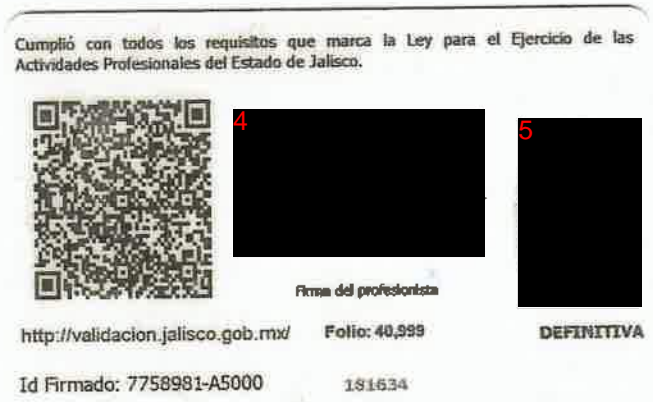 Cumplió con todos los requisitos que marca la Ley para el Ejercicio de las
Actividades Profesionales del Estado de Jalisco.
4
5
Firma del profesionista
http://validacion.jalisco.gob.mx/
Folio: 40,999
DEFINITIVA
Id Firmado: 7758981-A5000
181634